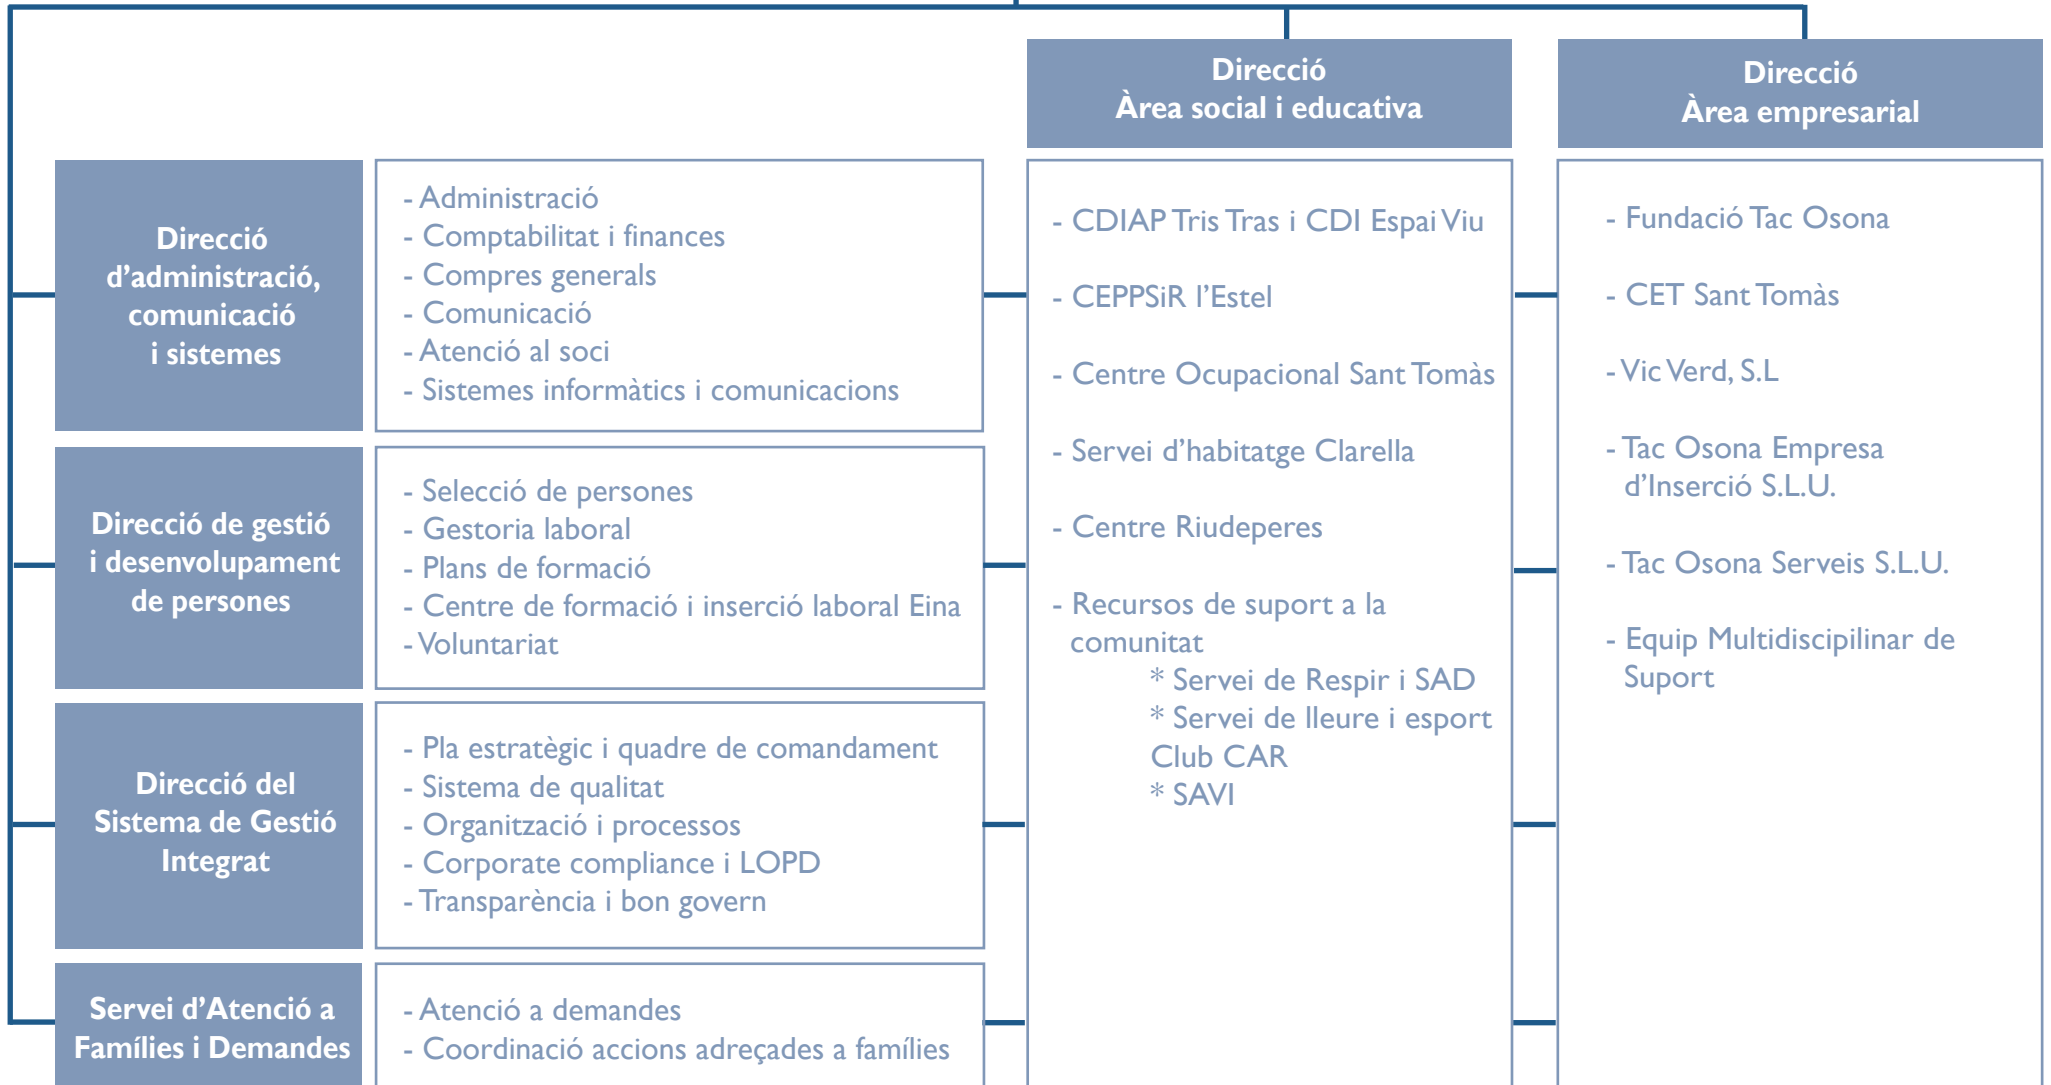 Direcció
Àrea social i educativa
Direcció
Àrea empresarial
Direcció
d’administració,
comunicació
i sistemes
- Administració
- Comptabilitat i finances
- Compres generals
- Comunicació
- Atenció al soci
- Sistemes informàtics i comunicacions
Direcció de gestió
i desenvolupament
de persones
- Selecció de persones
- Gestoria laboral
- Plans de formació
- Centre de formació i inserció laboral Eina
- Voluntariat
Direcció del
Sistema de Gestió
Integrat
- Pla estratègic i quadre de comandament
- Sistema de qualitat
- Organització i processos
- Corporate compliance i LOPD
- Transparència i bon govern
Servei d’Atenció a
Famílies i Demandes
- Atenció a demandes
- Coordinació accions adreçades a famílies
- CDIAP Tris Tras i CDI Espai Viu
- CEPPSiR l’Estel
- Centre Ocupacional Sant Tomàs
- Servei d’habitatge Clarella
- Centre Riudeperes
- Recursos de suport a la
comunitat
* Servei de Respir i SAD
* Servei de lleure i esport
Club CAR
* SAVI
- Fundació Tac Osona
- CET Sant Tomàs
- Vic Verd, S.L
- Tac Osona Empresa
d’Inserció S.L.U.
- Tac Osona Serveis S.L.U.
- Equip Multidiscipilinar de
Suport